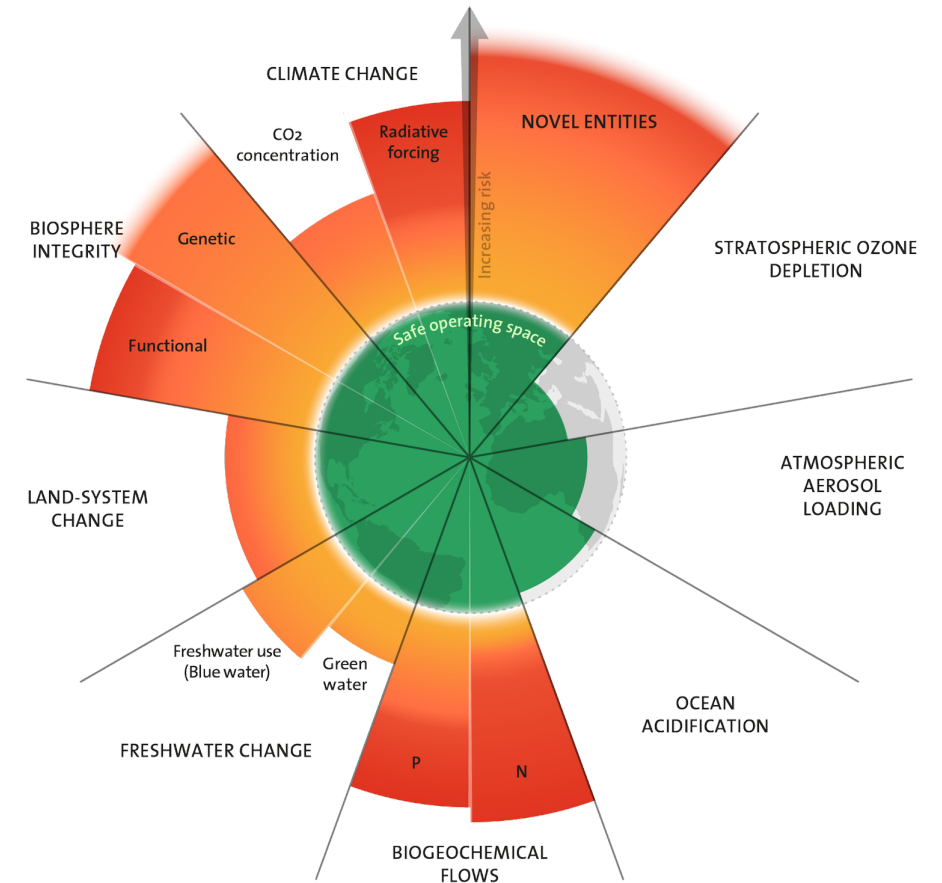 CLIMATE CHANGE
CO2
concentration
Radiative
forcing
NOVEL ENTITIES
Increasing risk
STRATOSPHERIC OZONE
DEPLETION
BIOSPHERE
INTEGRITY
Genetic
Functional
Safe operating space
ATMOSPHERIC
AEROSOL
LOADING
LAND-SYSTEM
CHANGE
Freshwater use
(Blue water)
Green
water
OCEAN
ACIDIFICATION
FRESHWATER CHANGE
P
N
BIOGEOCHEMICAL
FLOWS